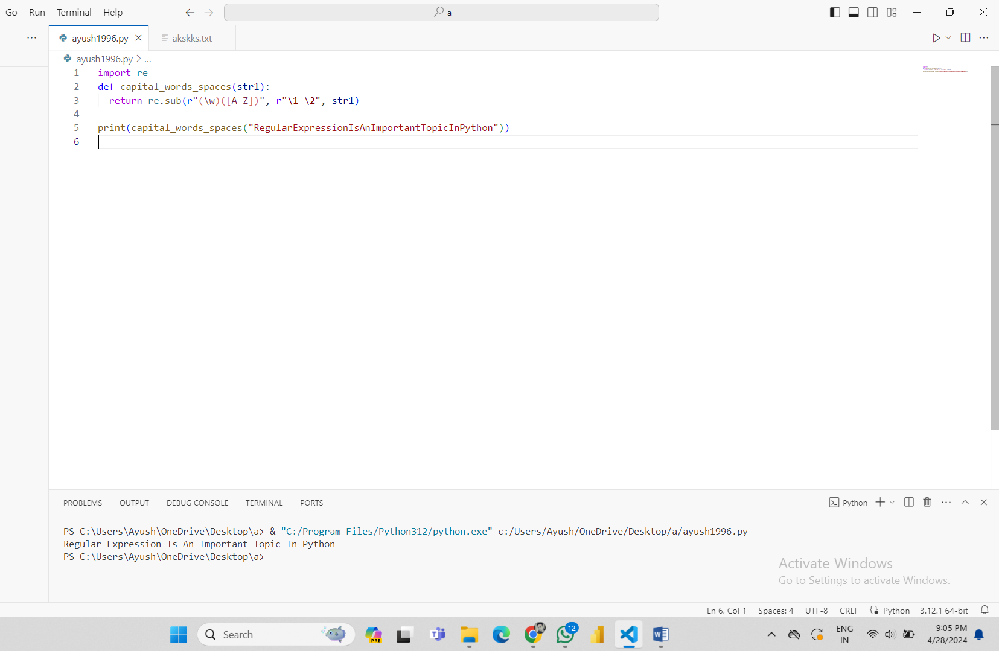 Go Run Terminal Help
a
ayush1996.py
akskks.txt
ayush1996.py > ...
1 import re
2 def capital_words_spaces(str1):
3 return re.sub(r"(\w)([A-Z])", r"\1 \2", str1)
4
5 print(capital_words_spaces("RegularExpressionIsAnImportantTopicInPython"))
6
PROBLEMS OUTPUT DEBUG CONSOLE TERMINAL PORTS
Python
PS C:\Users\Ayush\OneDrive\Desktop\a> & "C:/Program Files/Python312/python.exe" c:/Users/Ayush/OneDrive/Desktop/a/ayush1996.py
Regular Expression Is An Important Topic In Python
PS C:\Users\Ayush\OneDrive\Desktop\a>
Activate Windows
Go to Settings to activate Windows.
Ln 6, Col 1 Spaces: 4 UTF-8 CRLF Python 3.12.1 64-bit
Search
PRE
12
ENG
IN
9:05 PM
4/28/2024